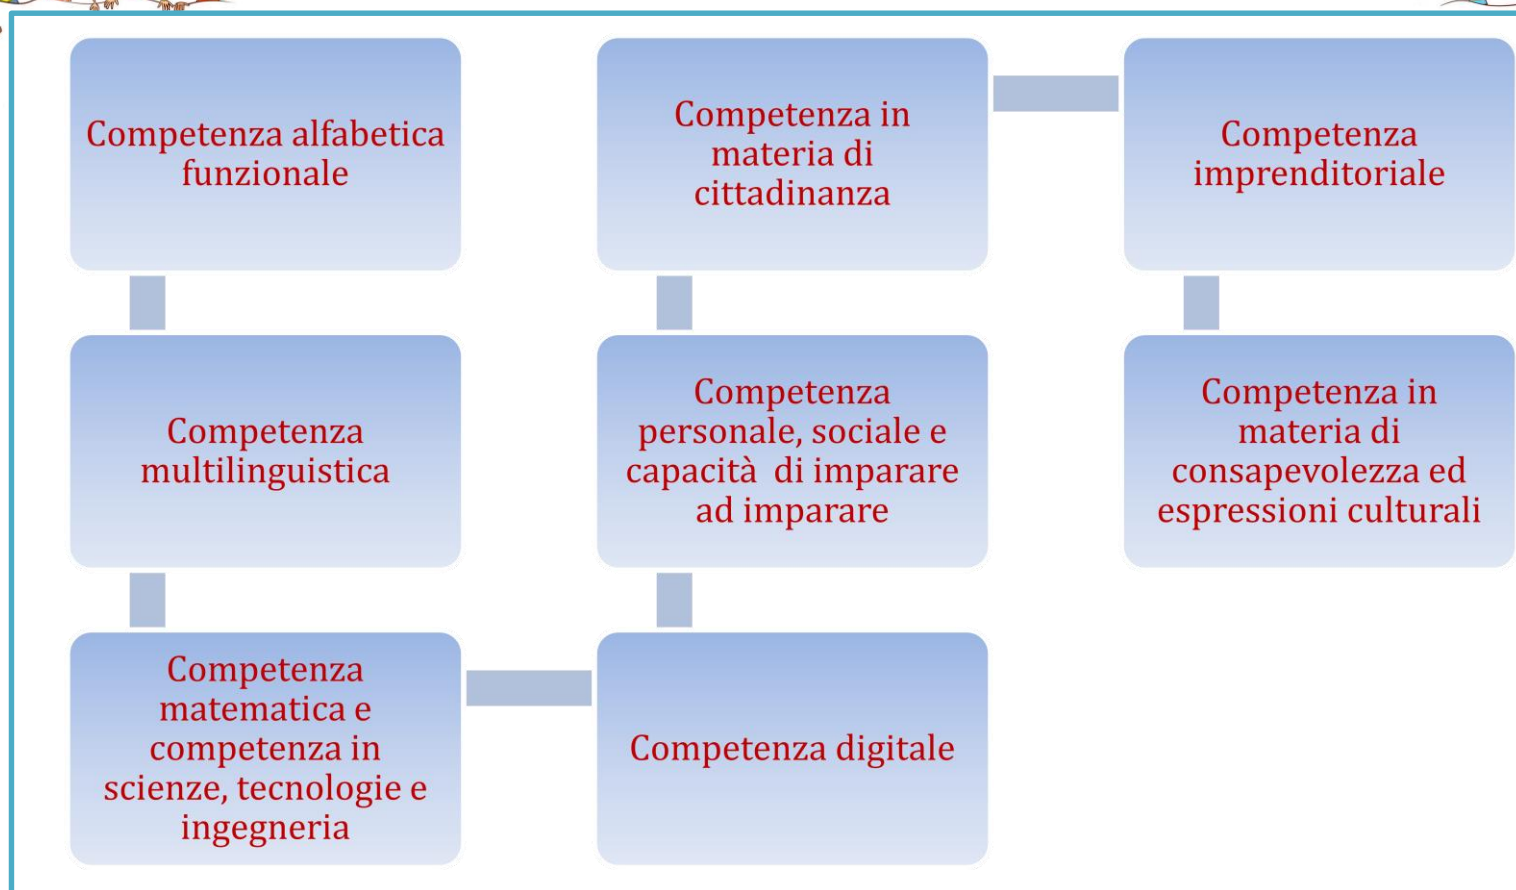 Competenza alfabetica
funzionale
Competenza
multilinguistica
Competenza
matematica e
competenza in
scienze, tecnologie e
ingegneria
Competenza digitale
Competenza
personale, sociale e
capacità  di imparare
ad imparare
Competenza in
materia di
cittadinanza
Competenza
imprenditoriale
Competenza in
materia di
consapevolezza ed
espressioni culturali